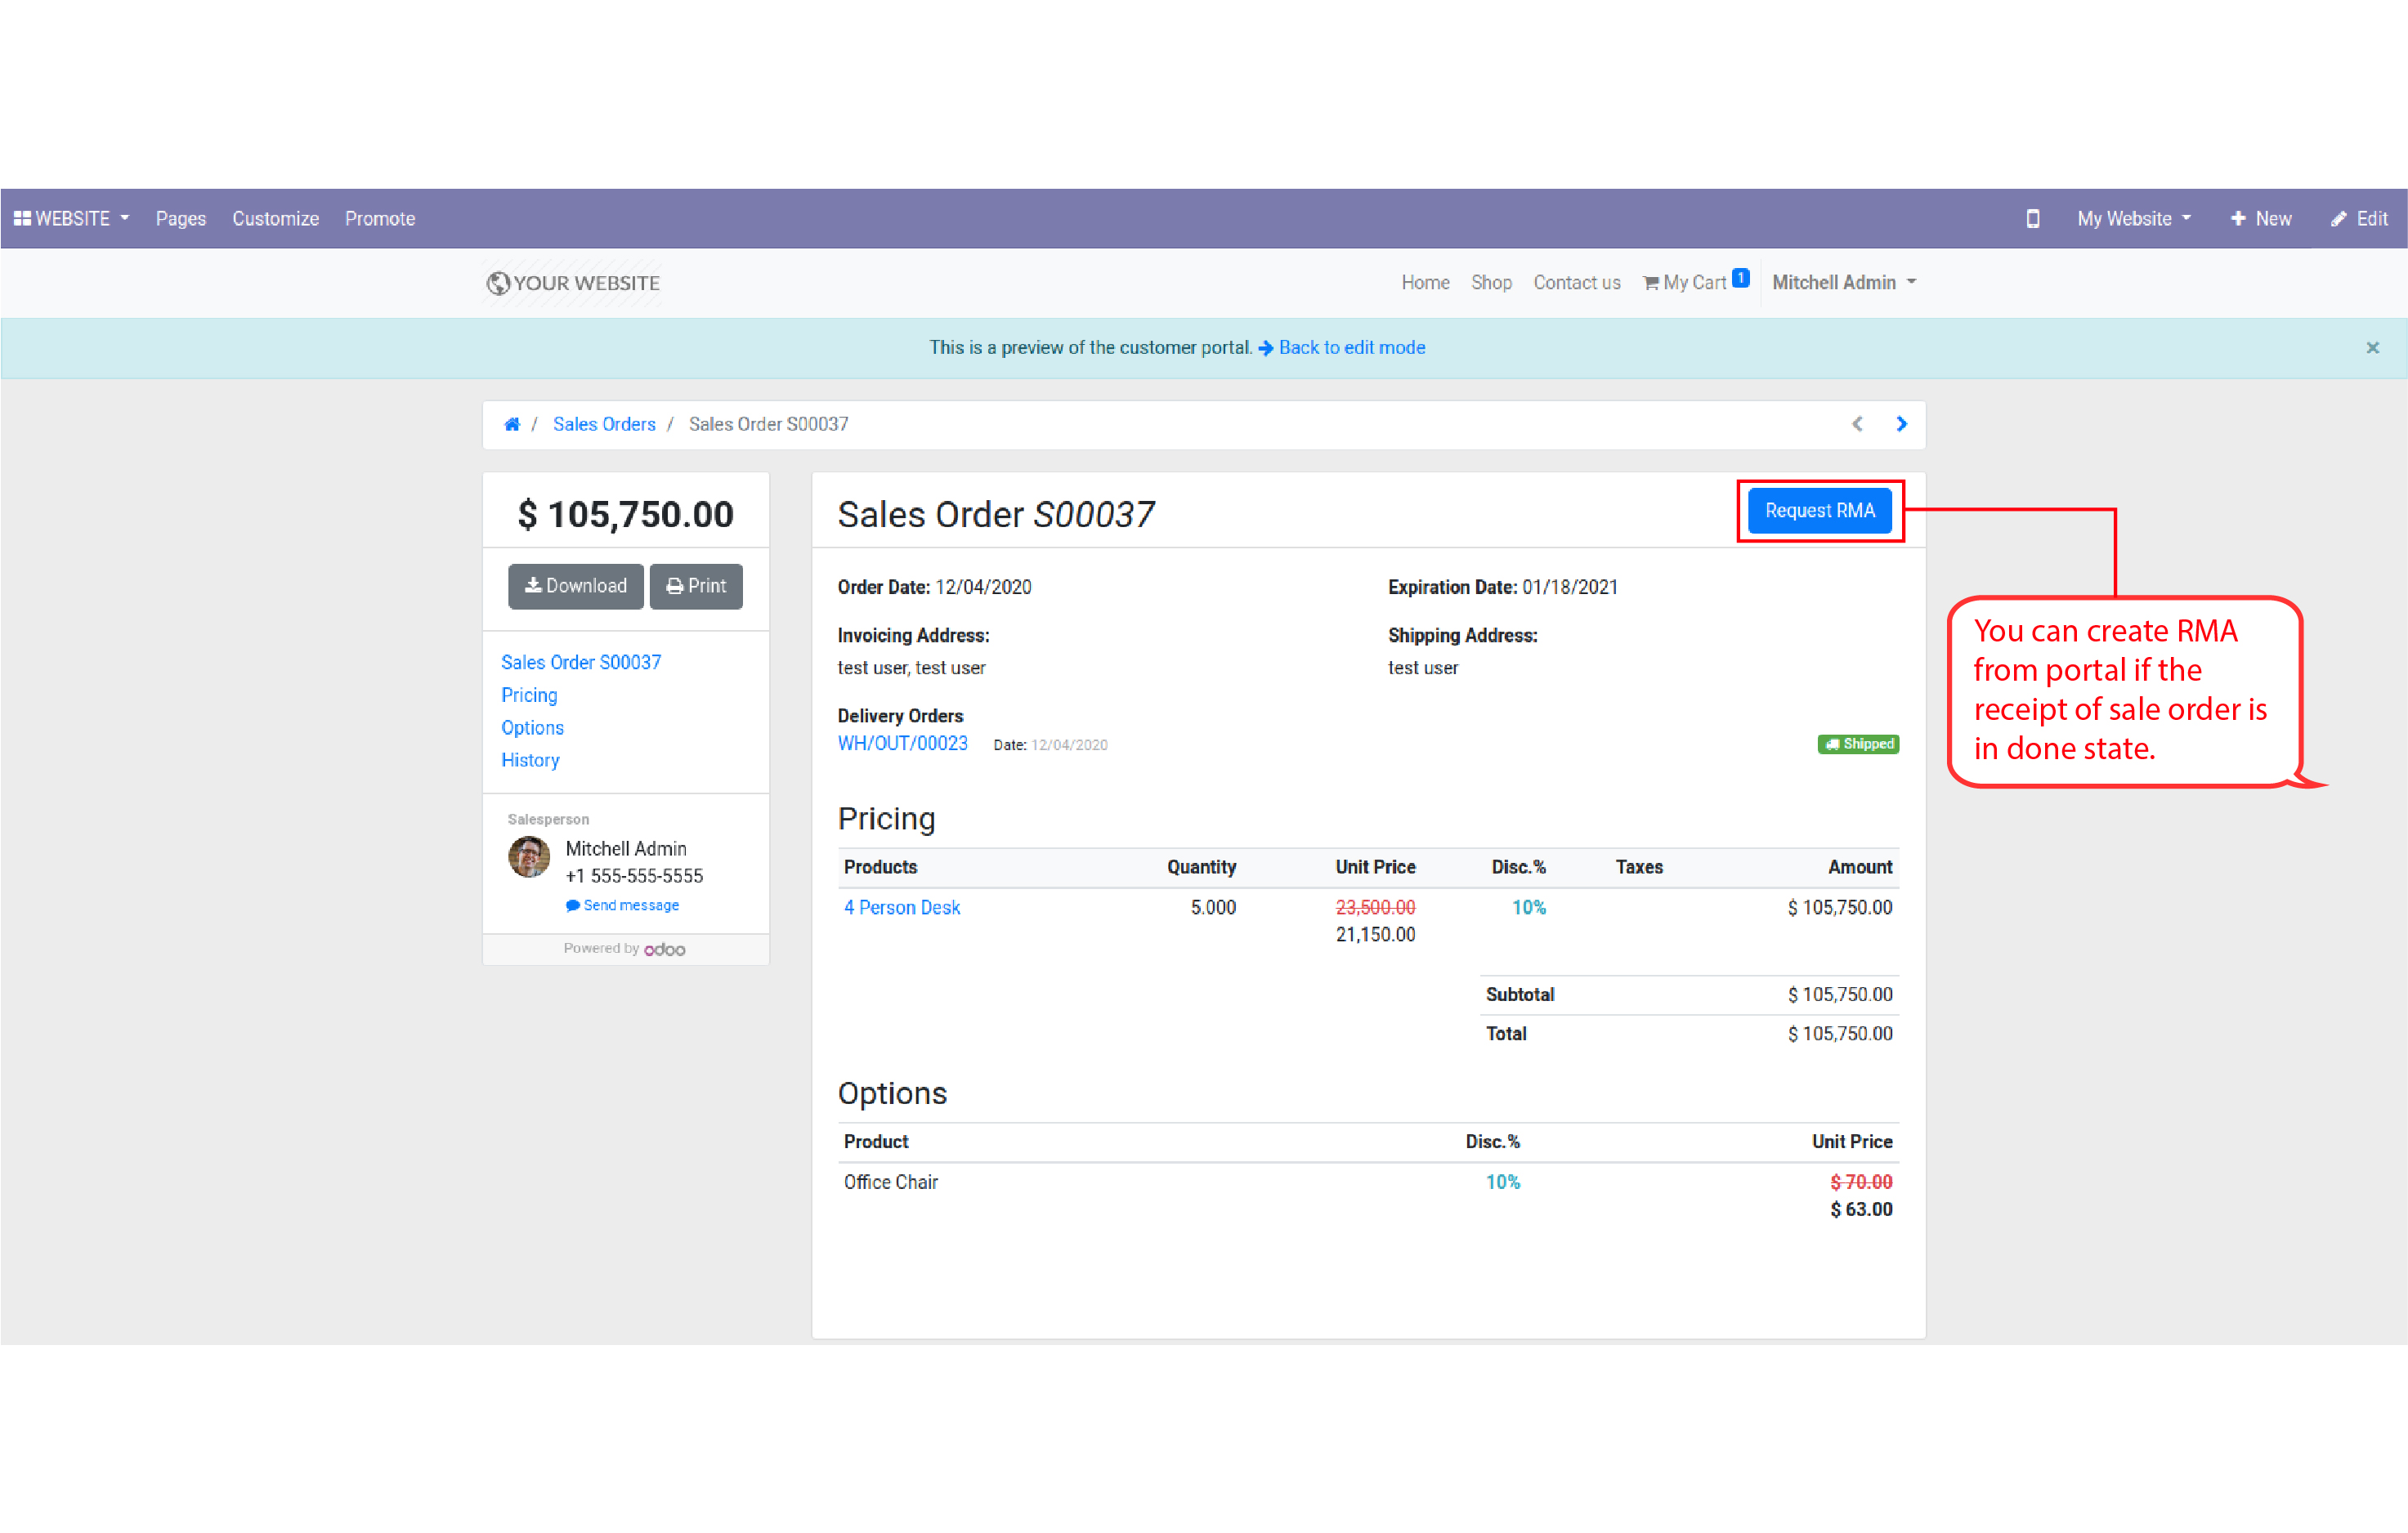 WEBSITE Pages Customize Promote My Website New Edit
YOUR WEBSITE Home Shop Contact us My Cart 1 Mitchell Admin
This is a preview of the customer portal. Back to edit mode ×
/ Sales Orders / Sales Order S00037
$ 105,750.00
Download Print
Sales Order S00037
Pricing
Options
History
Salesperson
Mitchell Admin
+1 555-555-5555
Send message
Powered by odoo
Sales Order S00037 Request RMA
Order Date: 12/04/2020 Expiration Date: 01/18/2021
Invoicing Address: Shipping Address:
test user, test user test user
Delivery Orders
WH/OUT/00023 Date: 12/04/2020 Shipped
Pricing
Products Quantity Unit Price Disc.% Taxes Amount
4 Person Desk 5.000 23,500.00 10% $ 105,750.00
21,150.00
Subtotal $ 105,750.00
Total $ 105,750.00
Options
Product Disc.% Unit Price
Office Chair 10% $ 70.00
$ 63.00
You can create RMA
from portal if the
receipt of sale order is
in done state.